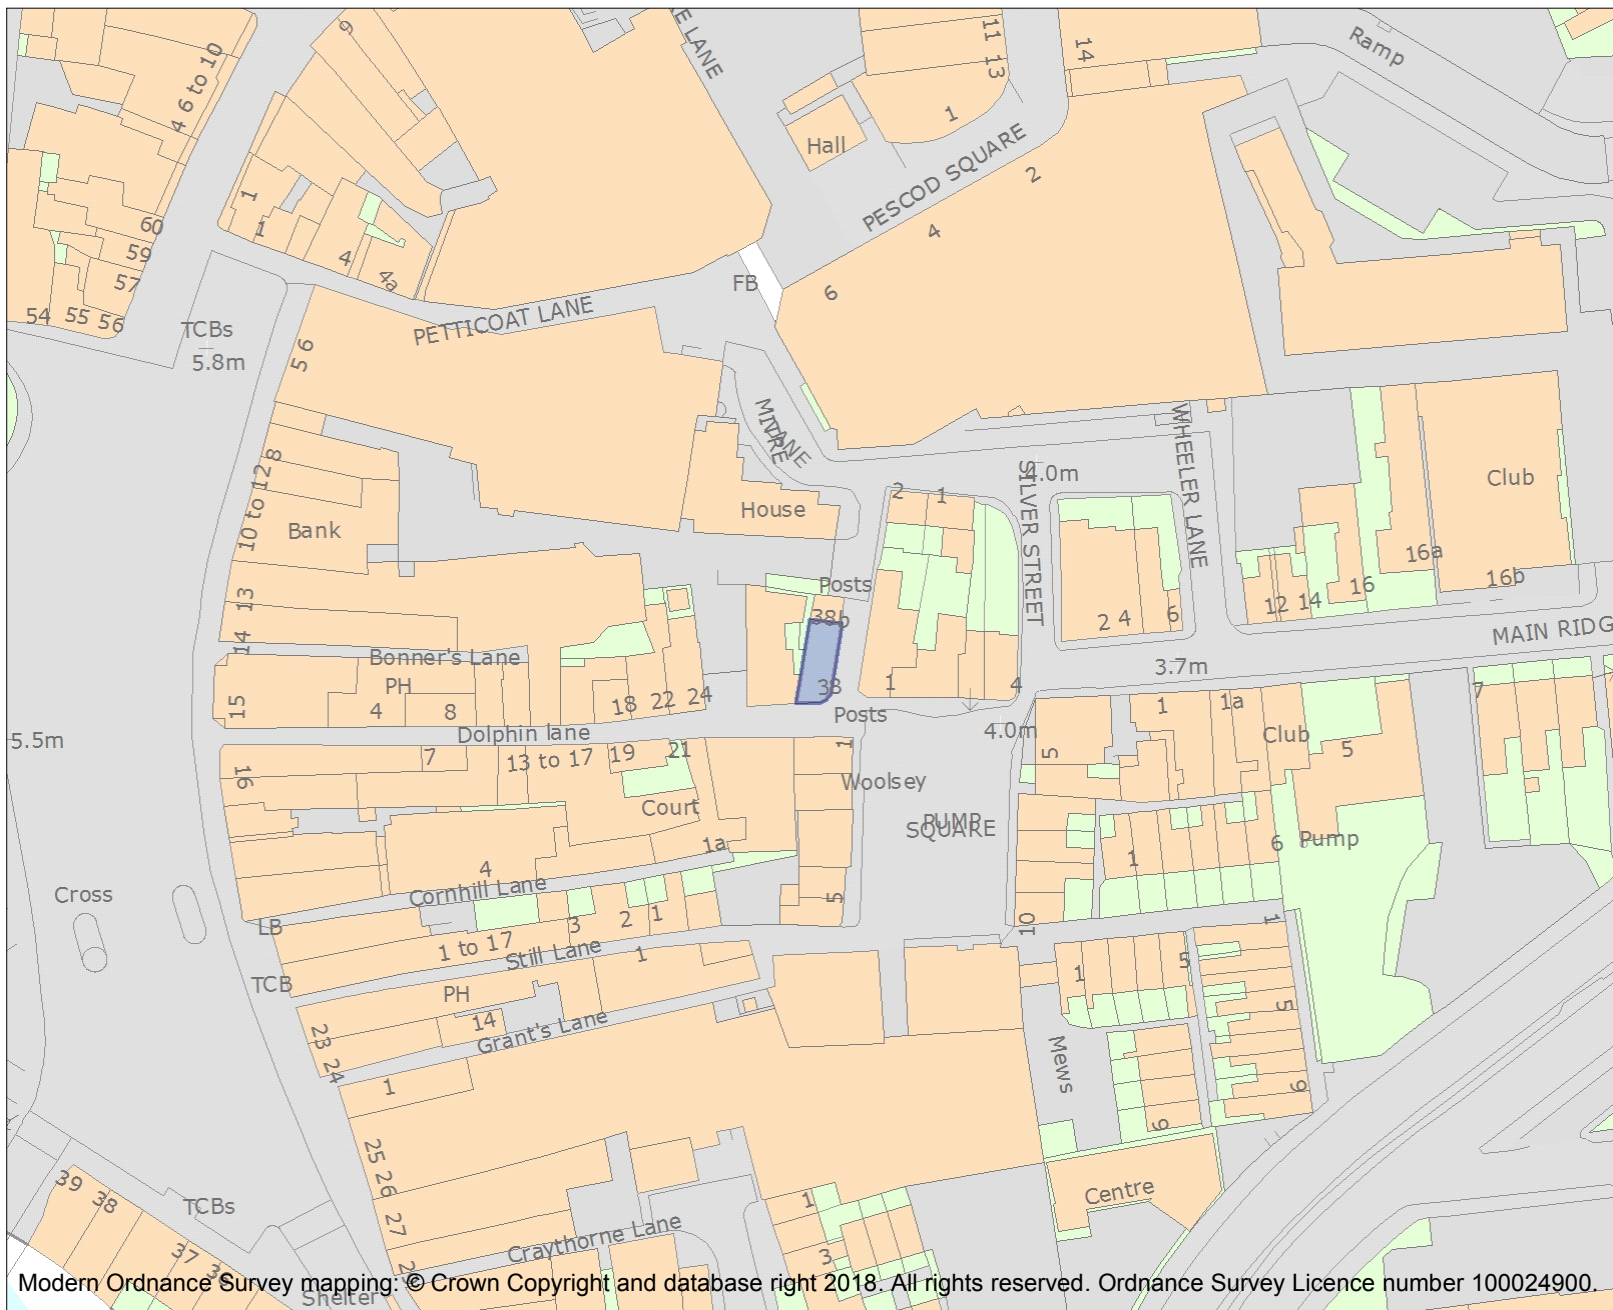 9
E LANE
11
13
14
Ramp
4 6 to 10
1
Hall
PESCOD SQUARE
2
4
6
1
1
60
59
57
54
55
56
4
4a
FB
TCBs
5.8m
PETTICOAT LANE
5 6
MITRE
LANE
WHEELER LANE
SILVER STREET
4.0m
8
10 to 12
Bank
House
2
1
Club
16a
16b
16
14
12
Posts
38b
13
14
2 4
6
MAIN RIDG
3.7m
Bonner's Lane
PH
15
4
8
18
22
24
38
1
4
7
Posts
Dolphin lane
5.5m
16
7
13 to 17
19
21
1
4.0m
5
1
1a
Club
5
Woolsey
Court
PUMP
SQUARE
1a
4
1
6
Pump
Cornhill Lane
Cross
LB
5
3
2
1
10
1
1 to 17
Still Lane
1
TCB
PH
14
Grant's Lane
1
5
5
23
24
Mews
1
9
9
25
26
27
39
38
37
TCBs
Centre
1
3
Craythorne Lane
Shelter
Modern Ordnance Survey mapping: © Crown Copyright and database right 2018. All rights reserved. Ordnance Survey Licence number 100024900.